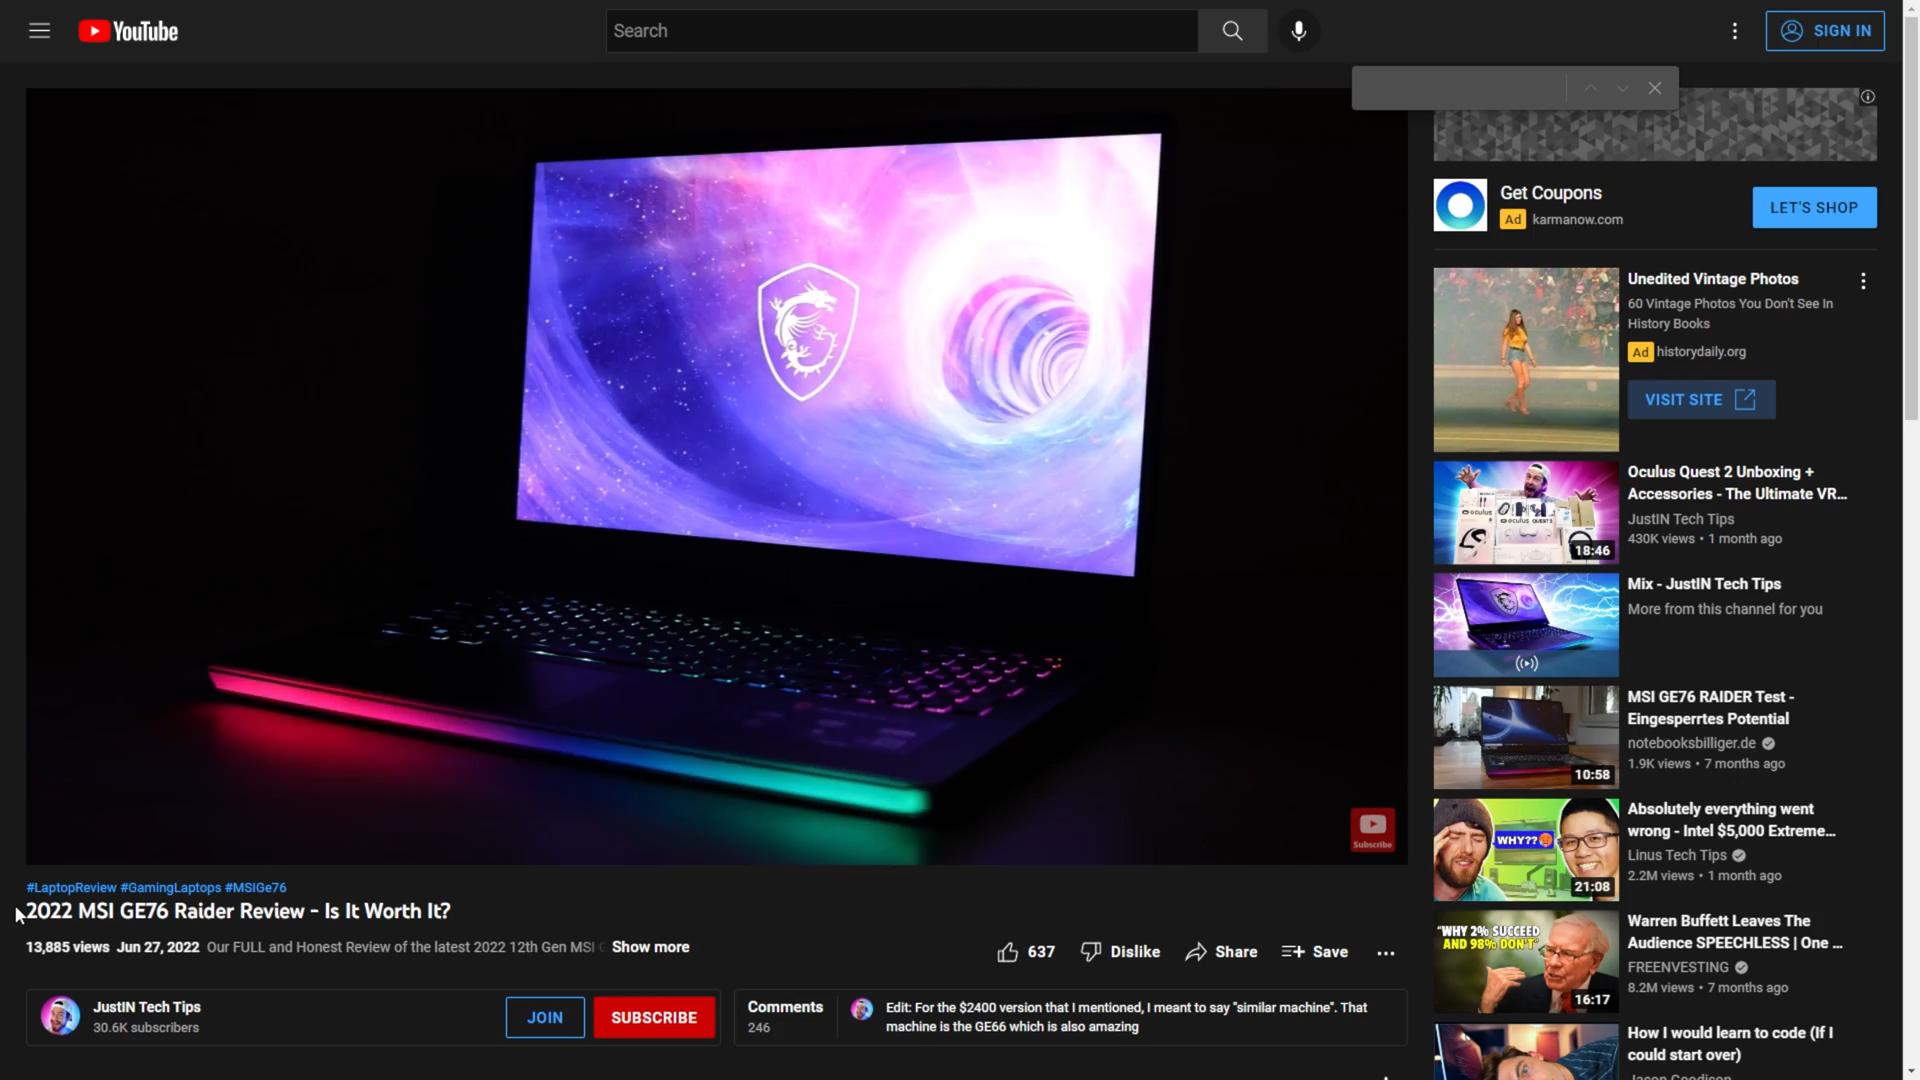 YouTube
Search
SIGN IN
Get Coupons
Ad karmanow.com
LET'S SHOP
Unedited Vintage Photos
60 Vintage Photos You Don't See In
History Books
Ad historydaily.org
VISIT SITE
Oculus Quest 2 Unboxing +
Accessories - The Ultimate VR...
JustIN Tech Tips
430K views • 1 month ago
18:46
Mix - JustIN Tech Tips
More from this channel for you
MSI GE76 RAIDER Test -
Eingesperrtes Potential
notebooksbilliger.de
1.9K views • 7 months ago
10:58
Absolutely everything went
wrong - Intel $5,000 Extreme...
Linus Tech Tips
2.2M views • 1 month ago
WHY??
21:08
Warren Buffett Leaves The
Audience SPEECHLESS | One ...
FREENVESTING
8.2M views • 7 months ago
"WHY 2% SUCCEED
AND 98% DON'T"
16:17
How I would learn to code (If I
could start over)
Subscribe
#LaptopReview #GamingLaptops #MSIGe76
2022 MSI GE76 Raider Review - Is It Worth It?
13,885 views Jun 27, 2022 Our FULL and Honest Review of the latest 2022 12th Gen MSI Show more
637 Dislike Share Save
JustIN Tech Tips
30.6K subscribers
JOIN
SUBSCRIBE
Comments
246
Edit: For the $2400 version that I mentioned, I meant to say "similar machine". That
machine is the GE66 which is also amazing